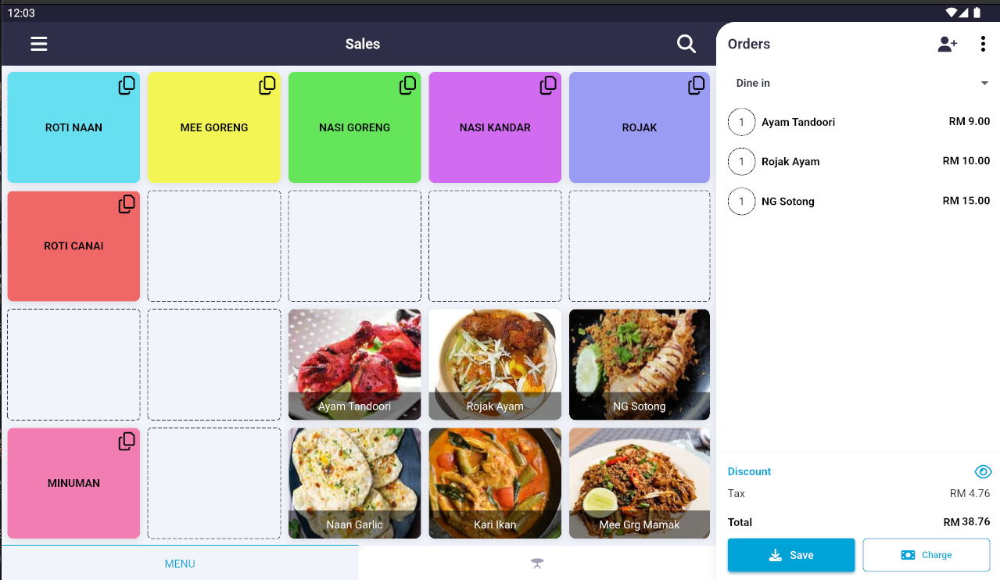 12:03
Sales
ROTI NAAN
MEE GORENG
NASI GORENG
NASI KANDAR
ROJAK
ROTI CANAI
Ayam Tandoori
Rojak Ayam
NG Sotong
MINUMAN
Naan Garlic
Kari Ikan
Mee Grg Mamak
MENU
Orders
Dine in
1 Ayam Tandoori RM 9.00
1 Rojak Ayam RM 10.00
1 NG Sotong RM 15.00
Discount
Tax RM 4.76
Total RM 38.76
Save
Charge